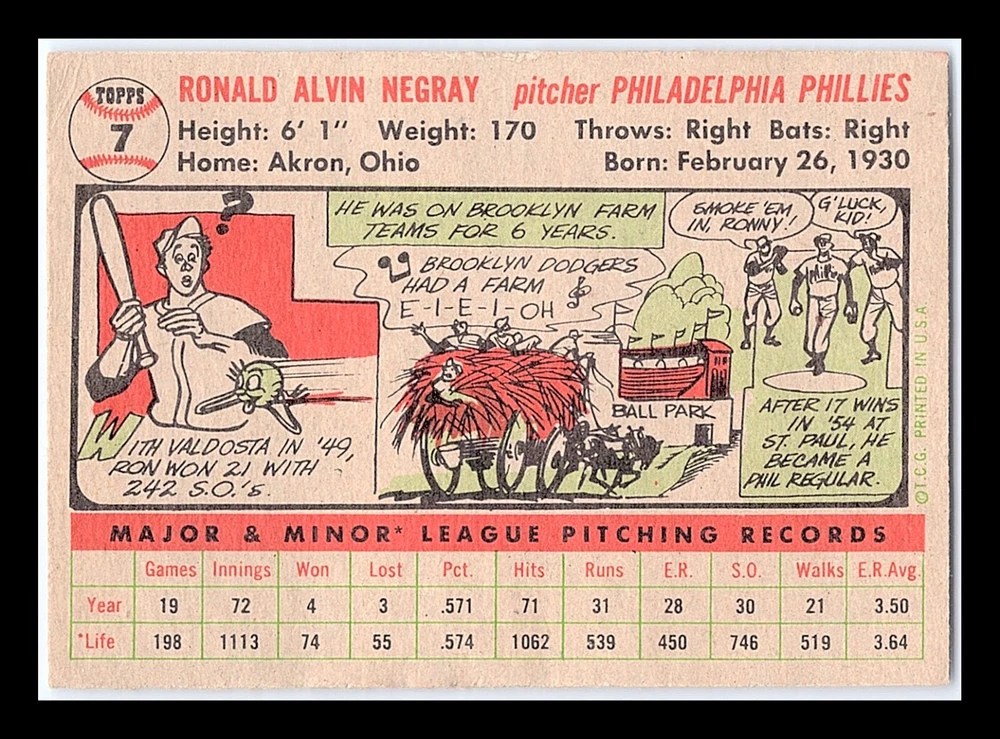 TOPPS
7
RONALD ALVIN NEGRAY pitcher PHILADELPHIA PHILLIES
Height: 6' 1" Weight: 170 Throws: Right Bats: Right
Home: Akron, Ohio Born: February 26, 1930
?
WITH VALDOSTA IN '49,
RON WON 21 WITH
242 S.O.'s.
HE WAS ON BROOKLYN FARM
TEAMS FOR 6 YEARS.
BROOKLYN DODGERS
HAD A FARM
E-I-E-I-OH
BALL PARK
SMOKE 'EM
IN, RONNY!
G'LUCK,
KID!
AFTER 17 WINS
IN '54 AT
ST. PAUL, HE
BECAME A
PHIL REGULAR.
©T.C.G. PRINTED IN U.S.A.
MAJOR & MINOR* LEAGUE PITCHING RECORDS
Games Innings Won Lost Pct. Hits Runs E.R. S.O. Walks E.R.Avg.
Year 19 72 4 3 .571 71 31 28 30 21 3.50
*Life 198 1113 74 55 .574 1062 539 450 746 519 3.64